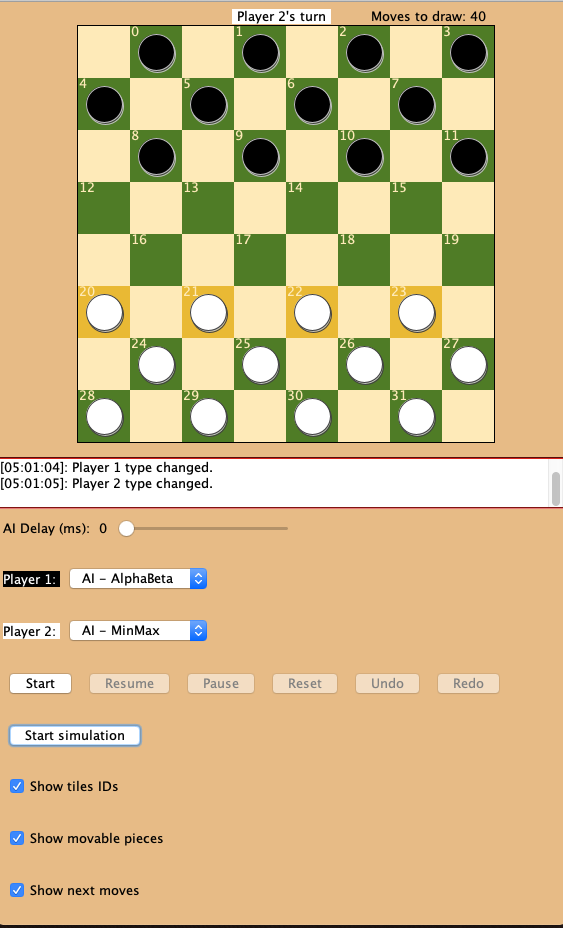 Player 2's turn Moves to draw: 40
0 1 2 3
4 5 6 7
8 9 10 11
12 13 14 15
16 17 18 19
20 21 22 23
24 25 26 27
28 29 30 31
[05:01:04]: Player 1 type changed.
[05:01:05]: Player 2 type changed.
AI Delay (ms): 0
Player 1: AI - AlphaBeta
Player 2: AI - MinMax
Start Resume Pause Reset Undo Redo
Start simulation
Show tiles IDs
Show movable pieces
Show next moves